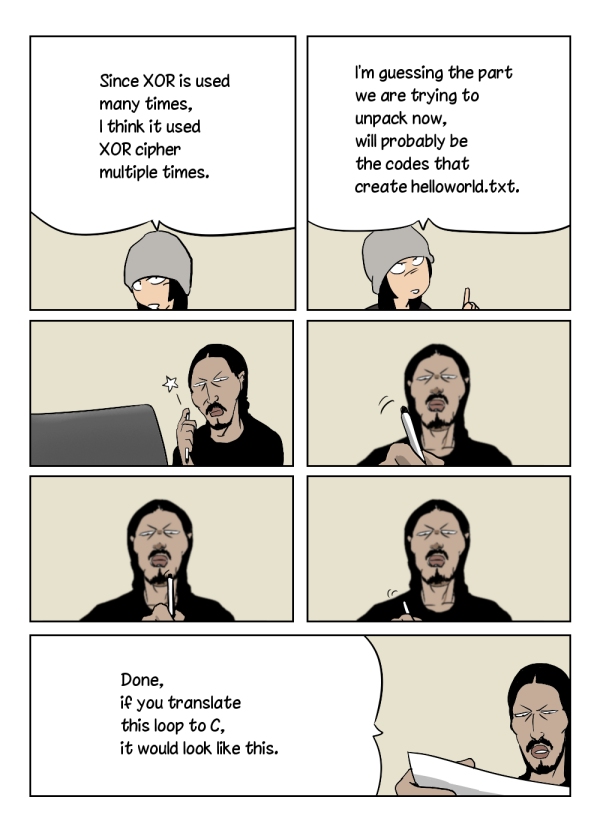 Since XOR is used
many times,
I think it used
XOR cipher
multiple times.
I'm guessing the part
we are trying to
unpack now,
will probably be
the codes that
create helloworld.txt.
Done,
if you translate
this loop to C,
it would look like this.